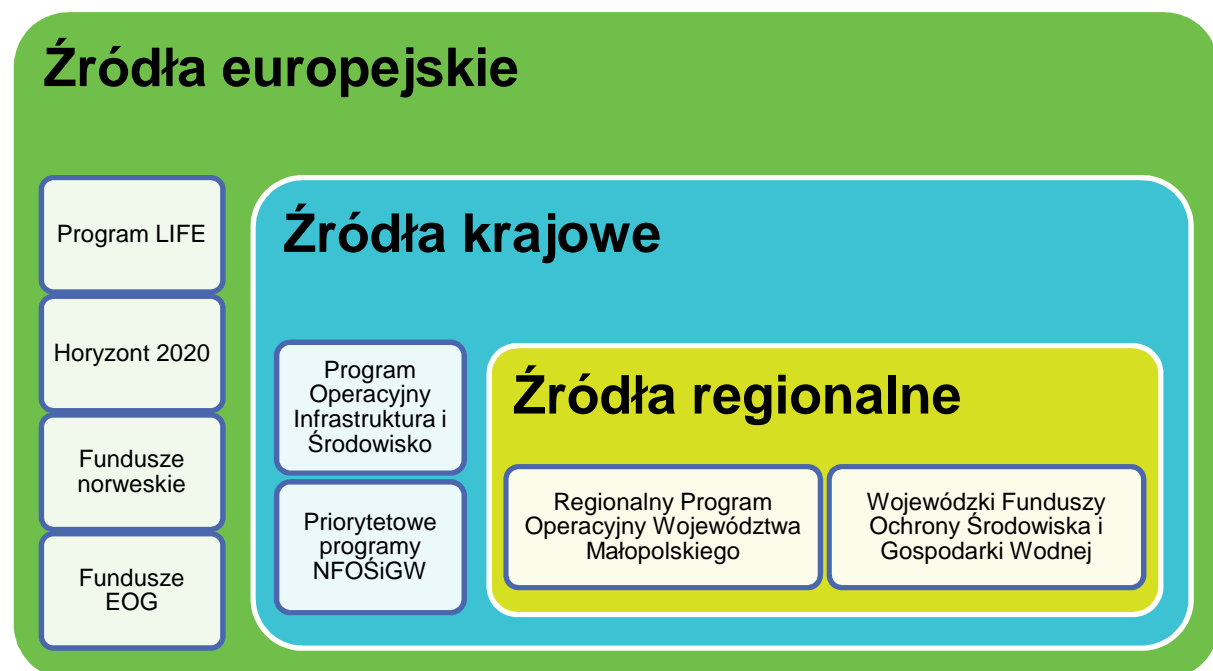 Źródła europejskie
Program LIFE
Horyzont 2020
Fundusze
norweskie
Fundusze
EOG
Źródła krajowe
Program
Operacyjny
Infrastruktura i
Środowisko
Priorytetowe
programy
NFOŚiGW
Źródła regionalne
Regionalny Program
Operacyjny Województwa
Małopolskiego
Wojewódzki Funduszy
Ochrony Środowiska i
Gospodarki Wodnej